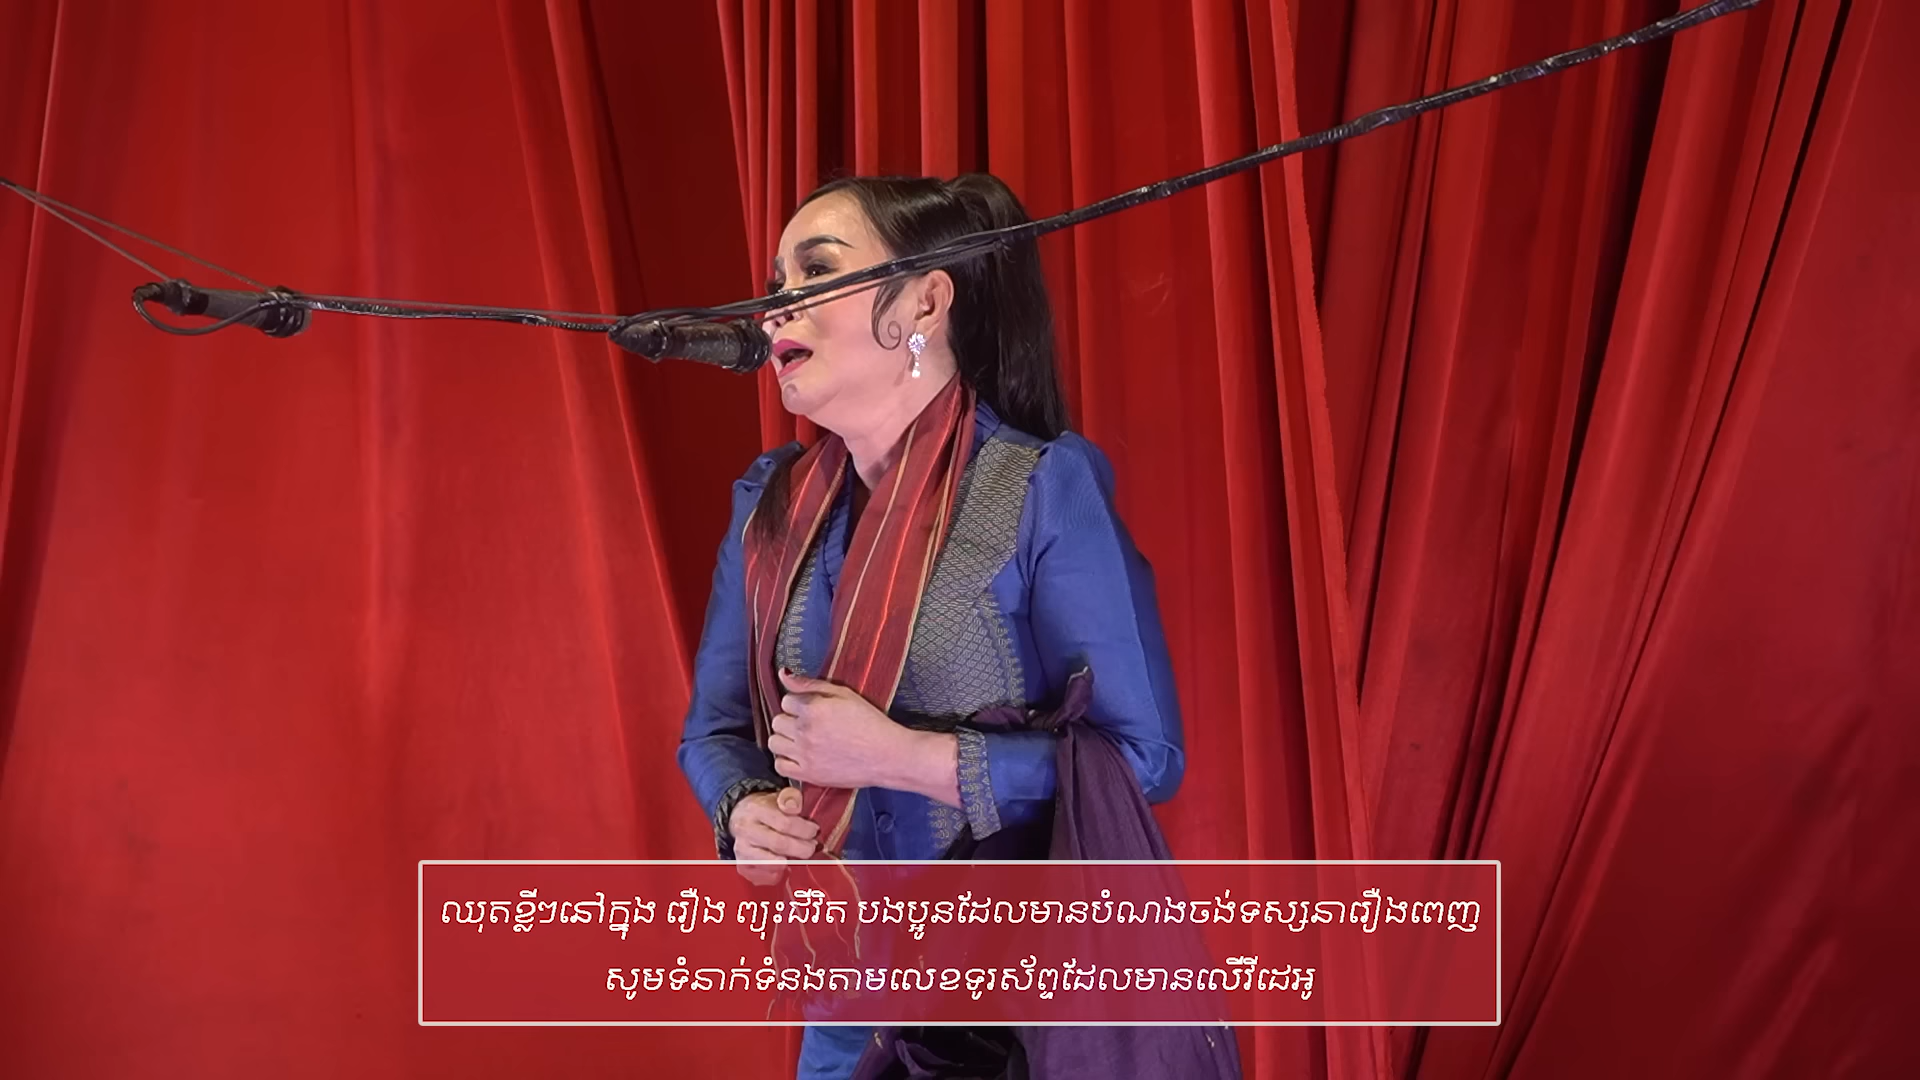 ឈុតខ្លីៗនៅក្នុង រឿង ព្យុះជីវិត បងប្អូនដែលមានបំណងចង់ទស្សនារឿងពេញ
សូមទំនាក់ទំនងតាមលេខទូរស័ព្ទដែលមានលើវីដេអូ